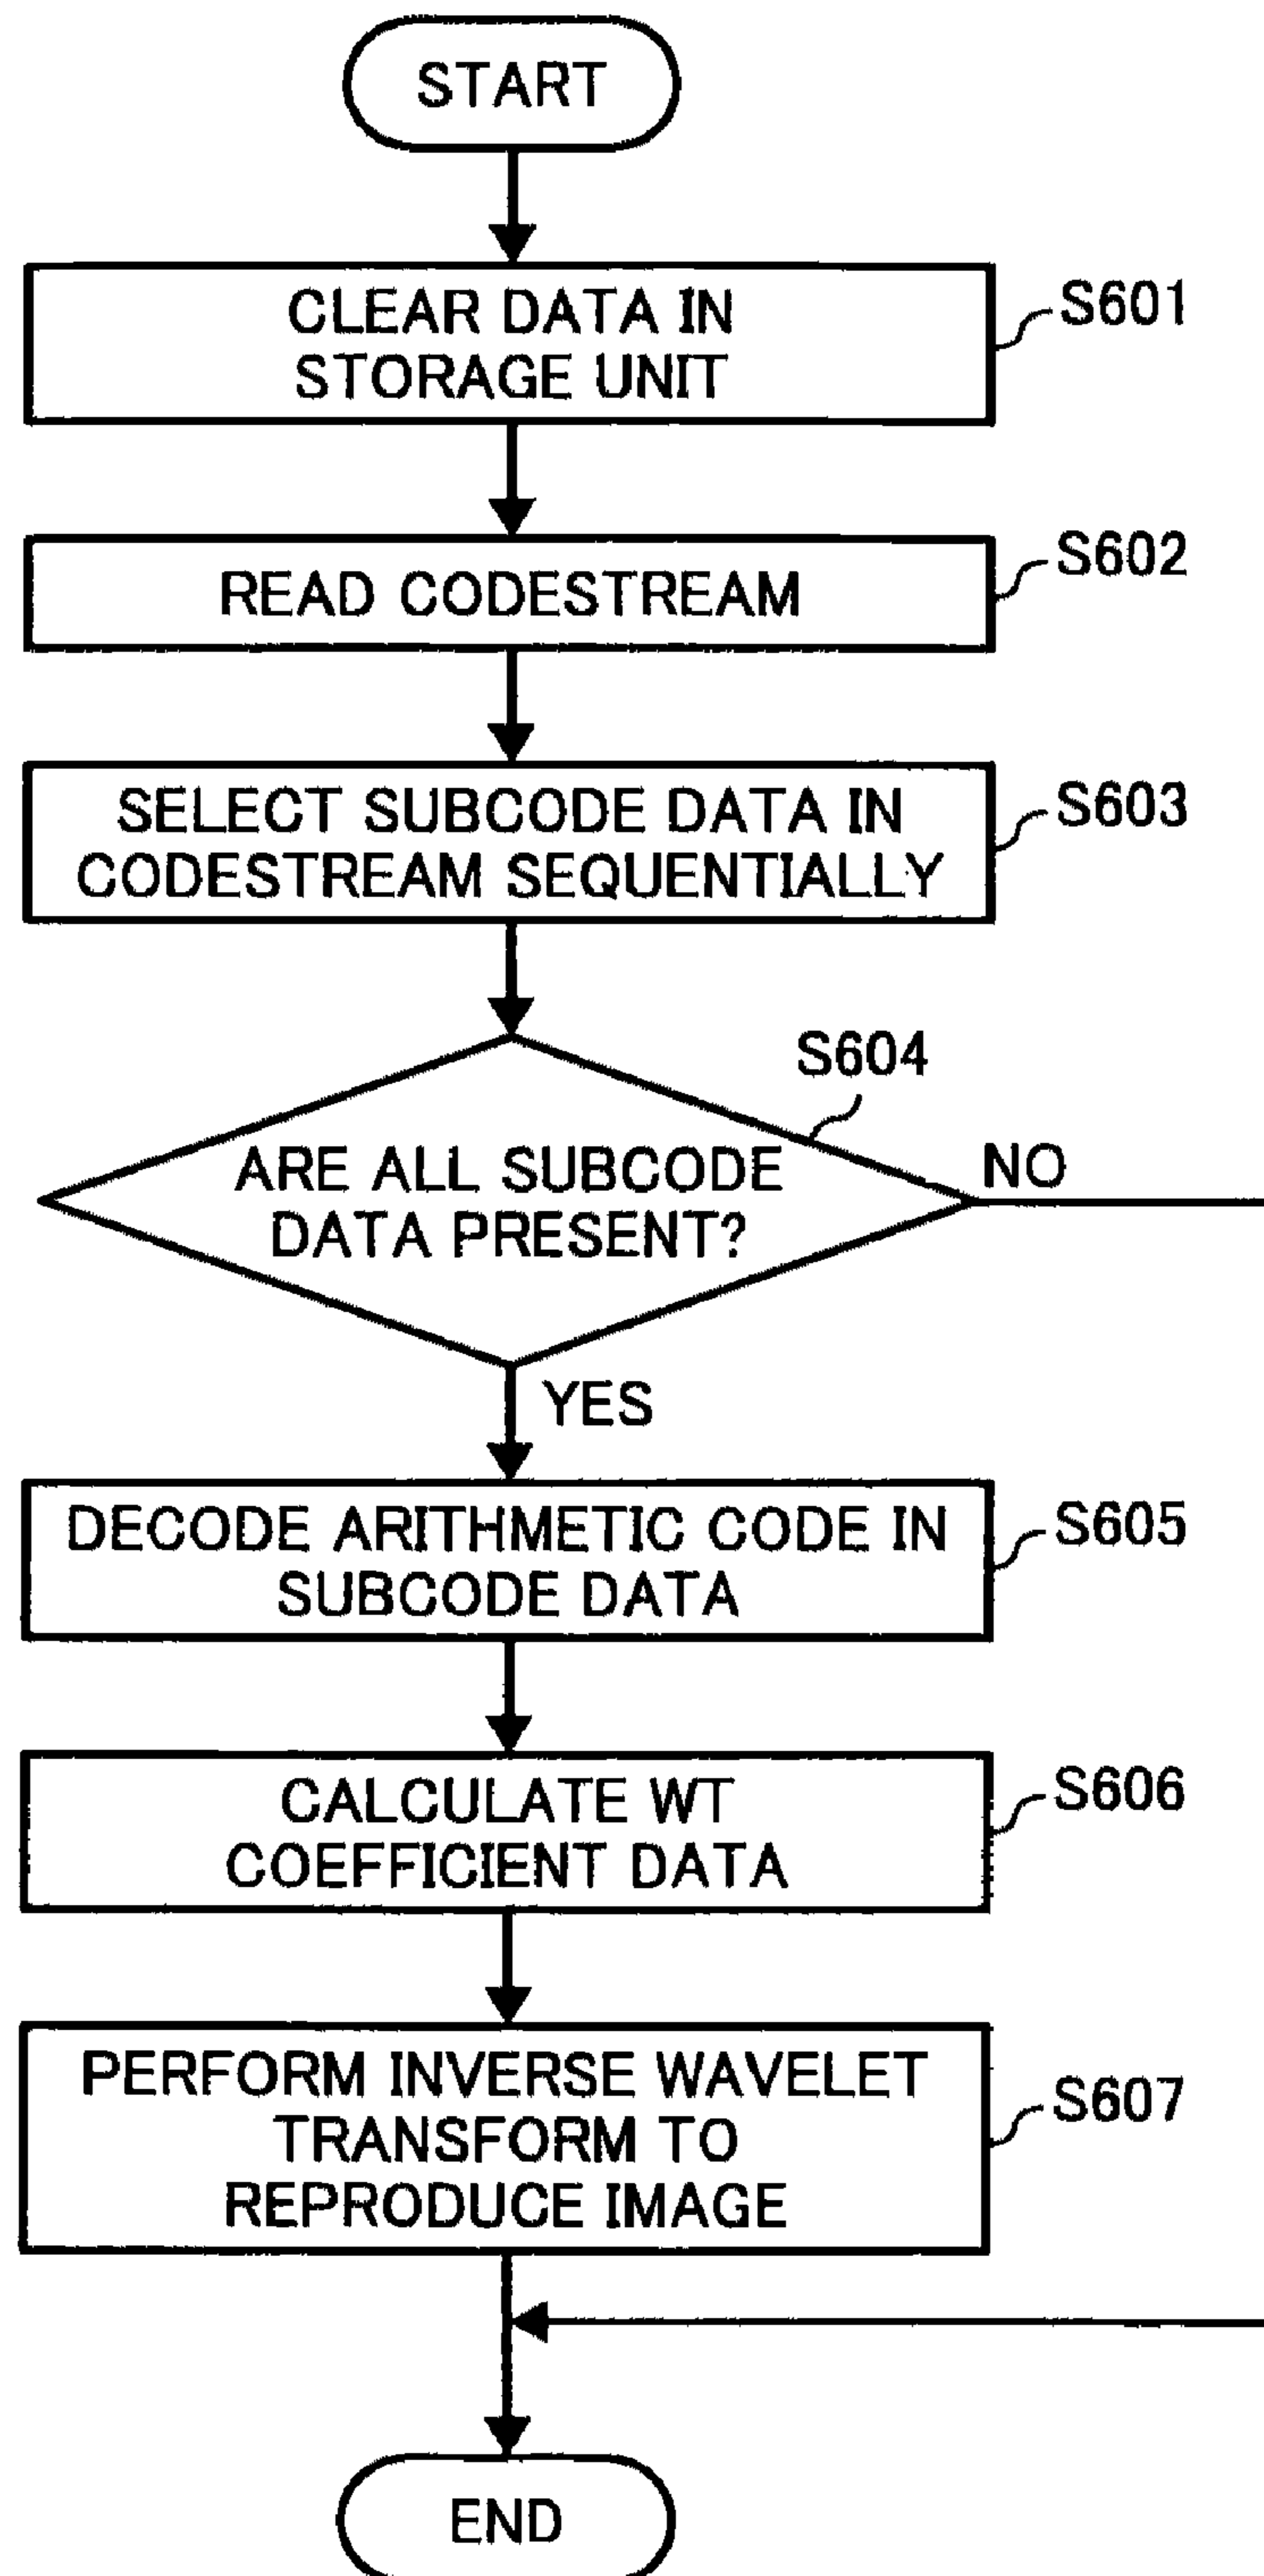 START
CLEAR DATA IN
STORAGE UNIT
S601
READ CODESTREAM
S602
SELECT SUBCODE DATA IN
CODESTREAM SEQUENTIALLY
S603
S604
ARE ALL SUBCODE
DATA PRESENT?
NO
YES
DECODE ARITHMETIC CODE IN
SUBCODE DATA
S605
CALCULATE WT
COEFFICIENT DATA
S606
PERFORM INVERSE WAVELET
TRANSFORM TO
REPRODUCE IMAGE
S607
END